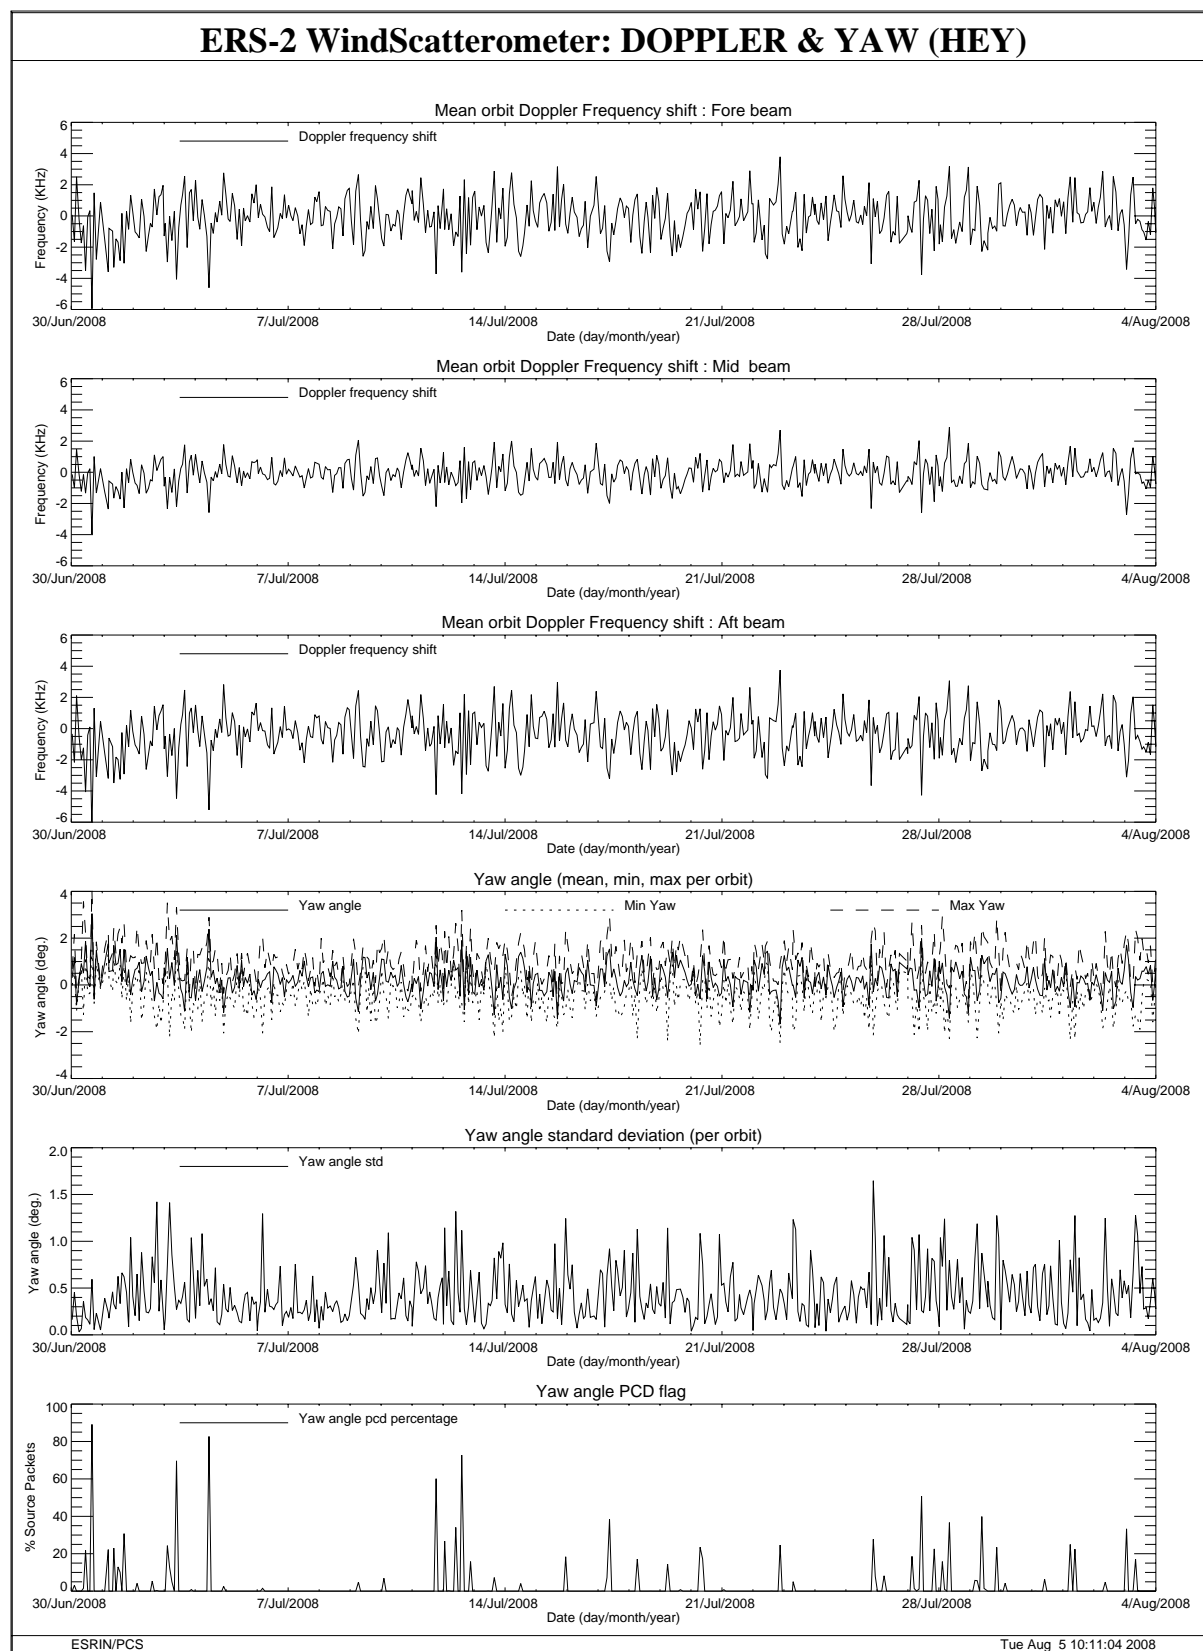 ERS-2 WindScatterometer: DOPPLER & YAW (HEY)
Mean orbit Doppler Frequency shift : Fore beam
Doppler frequency shift
Frequency (KHz)
6
4
2
0
-2
-4
-6
30/Jun/2008 7/Jul/2008 14/Jul/2008 21/Jul/2008 28/Jul/2008 4/Aug/2008
Date (day/month/year)
Mean orbit Doppler Frequency shift : Mid beam
Doppler frequency shift
Frequency (KHz)
6
4
2
0
-2
-4
-6
30/Jun/2008 7/Jul/2008 14/Jul/2008 21/Jul/2008 28/Jul/2008 4/Aug/2008
Date (day/month/year)
Mean orbit Doppler Frequency shift : Aft beam
Doppler frequency shift
Frequency (KHz)
6
4
2
0
-2
-4
-6
30/Jun/2008 7/Jul/2008 14/Jul/2008 21/Jul/2008 28/Jul/2008 4/Aug/2008
Date (day/month/year)
Yaw angle (mean, min, max per orbit)
Yaw angle Min Yaw Max Yaw
Yaw angle (deg.)
4
2
0
-2
-4
30/Jun/2008 7/Jul/2008 14/Jul/2008 21/Jul/2008 28/Jul/2008 4/Aug/2008
Date (day/month/year)
Yaw angle standard deviation (per orbit)
Yaw angle std
Yaw angle (deg.)
2.0
1.5
1.0
0.5
0.0
30/Jun/2008 7/Jul/2008 14/Jul/2008 21/Jul/2008 28/Jul/2008 4/Aug/2008
Date (day/month/year)
Yaw angle PCD flag
Yaw angle pcd percentage
% Source Packets
100
80
60
40
20
0
30/Jun/2008 7/Jul/2008 14/Jul/2008 21/Jul/2008 28/Jul/2008 4/Aug/2008
Date (day/month/year)
ESRIN/PCS Tue Aug 5 10:11:04 2008